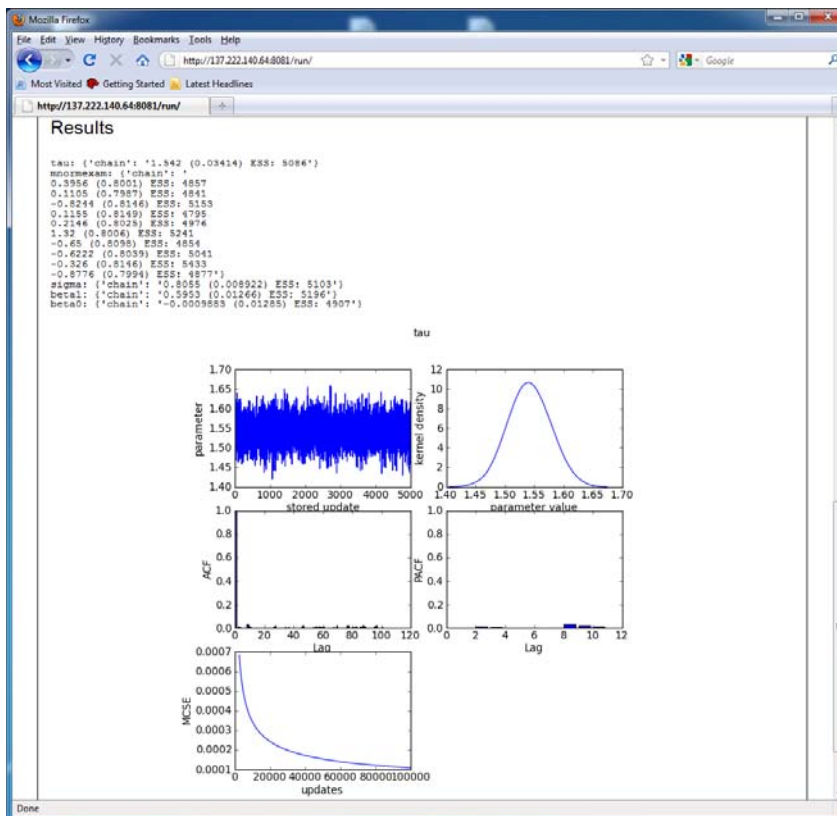 Mozilla Firefox
File Edit View History Bookmarks Tools Help
http://137.222.140.64:8081/run/
Google
Most Visited Getting Started Latest Headlines
http://137.222.140.64:8081/run/
Results
tau: {'chain': '1.542 (0.03414) ESS: 5086'}
mnormexam: {'chain': '
0.3956 (0.8001) ESS: 4857
0.1105 (0.7987) ESS: 4841
-0.8244 (0.8146) ESS: 5153
0.1155 (0.8149) ESS: 4795
0.2146 (0.8025) ESS: 4976
1.32 (0.8006) ESS: 5241
-0.65 (0.8098) ESS: 4854
-0.6222 (0.8039) ESS: 5041
-0.326 (0.8146) ESS: 5433
-0.8776 (0.7994) ESS: 4877'}
sigma: {'chain': '0.8055 (0.008922) ESS: 5103'}
beta1: {'chain': '0.5953 (0.01266) ESS: 5196'}
beta0: {'chain': '-0.0009883 (0.01285) ESS: 4907'}
tau
1.70
1.65
1.60
1.55
1.50
1.45
1.40
parameter
0 1000 2000 3000 4000 5000
stored update
12
10
8
6
4
2
0
kernel density
1.40 1.45 1.50 1.55 1.60 1.65 1.70
parameter value
1.0
0.8
0.6
0.4
0.2
0.0
ACF
0 20 40 60 80 100 120
Lag
1.0
0.8
0.6
0.4
0.2
0.0
PACF
0 2 4 6 8 10 12
Lag
0.0007
0.0006
0.0005
0.0004
0.0003
0.0002
0.0001
MCSE
0 20000 40000 60000 80000 100000
updates
Done